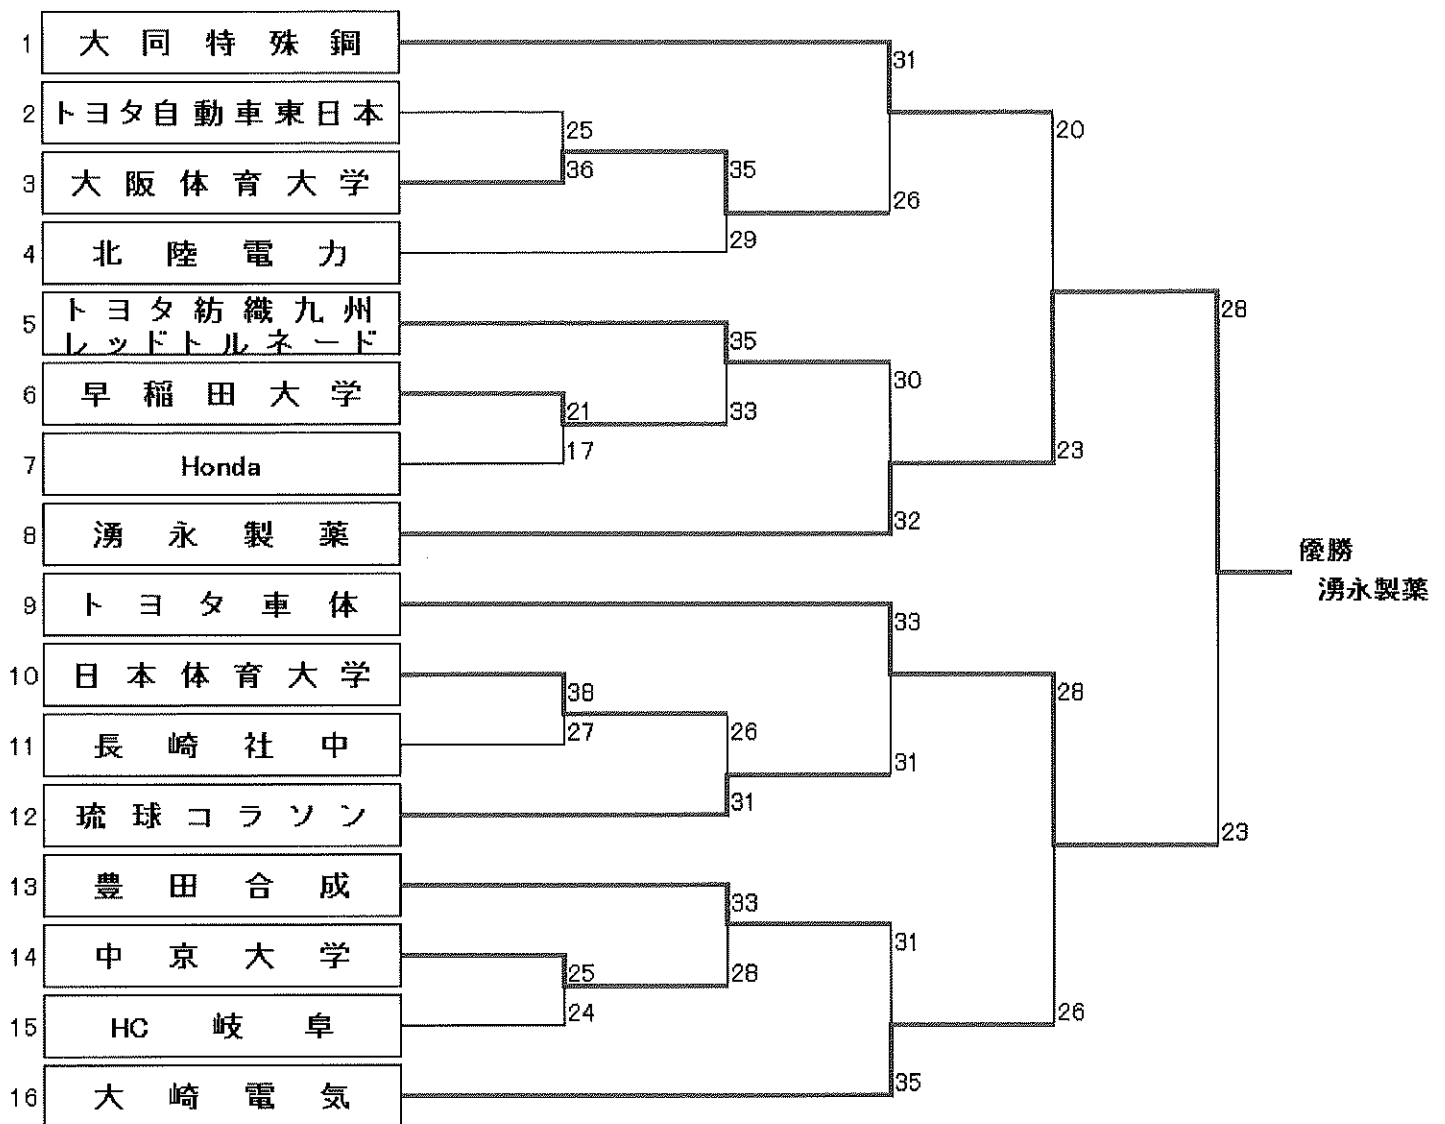 1 大同特殊鋼
31
2 トヨタ自動車東日本
25
20
3 大阪体育大学
36
35
26
4 北陸電力
29
5 トヨタ紡織九州
レッドトルネード
28
35
30
6 早稲田大学
21
33
7 Honda
17
23
8 湧永製薬
32
優勝
湧永製薬
9 トヨタ車体
33
10 日本体育大学
38
28
11 長崎社中
27
26
31
12 琉球コラソン
31
23
13 豊田合成
33
31
14 中京大学
25
28
15 HC岐阜
24
26
16 大崎電気
35